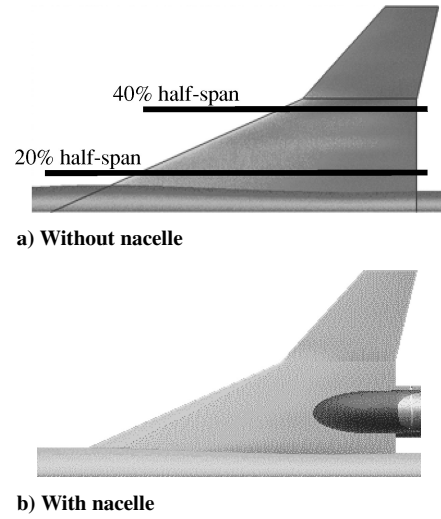 40% half-span
20% half-span
a) Without nacelle
b) With nacelle